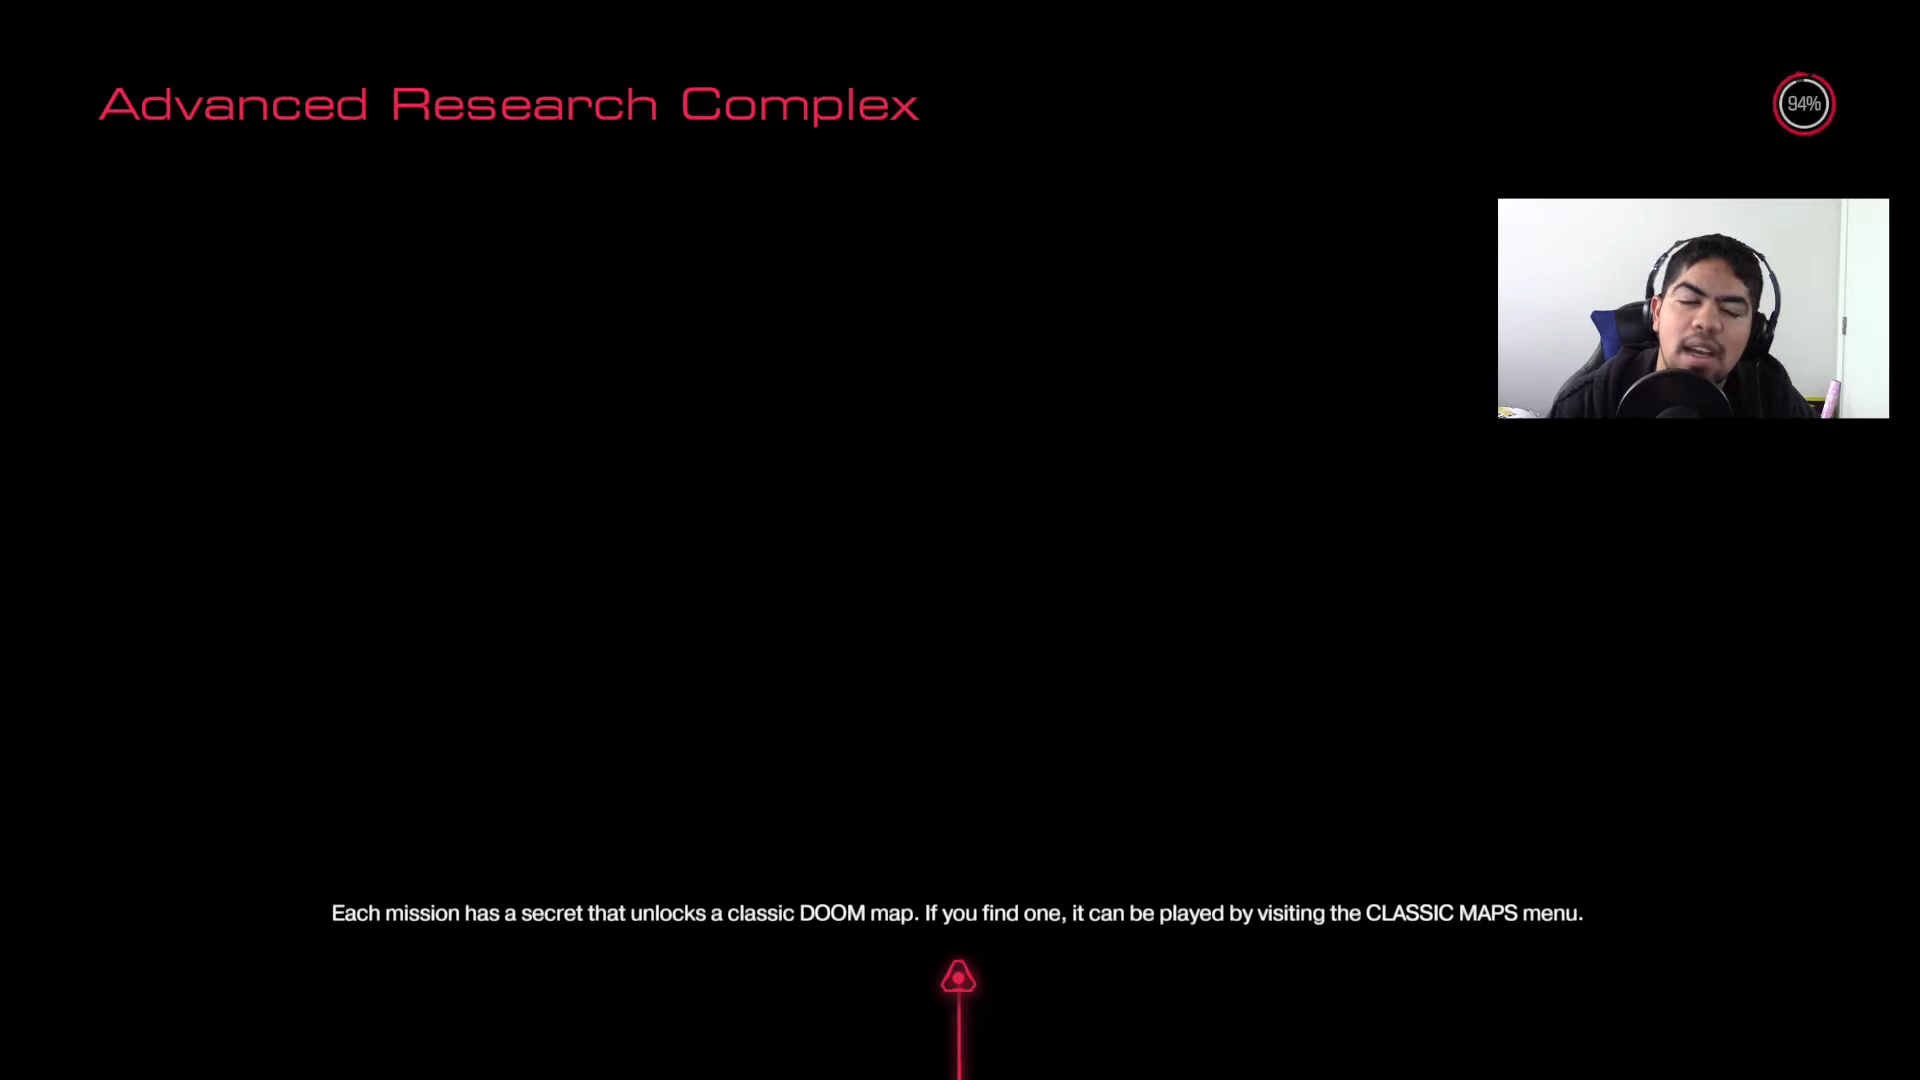 Advanced Research Complex
94%
Each mission has a secret that unlocks a classic DOOM map. If you find one, it can be played by visiting the CLASSIC MAPS menu.